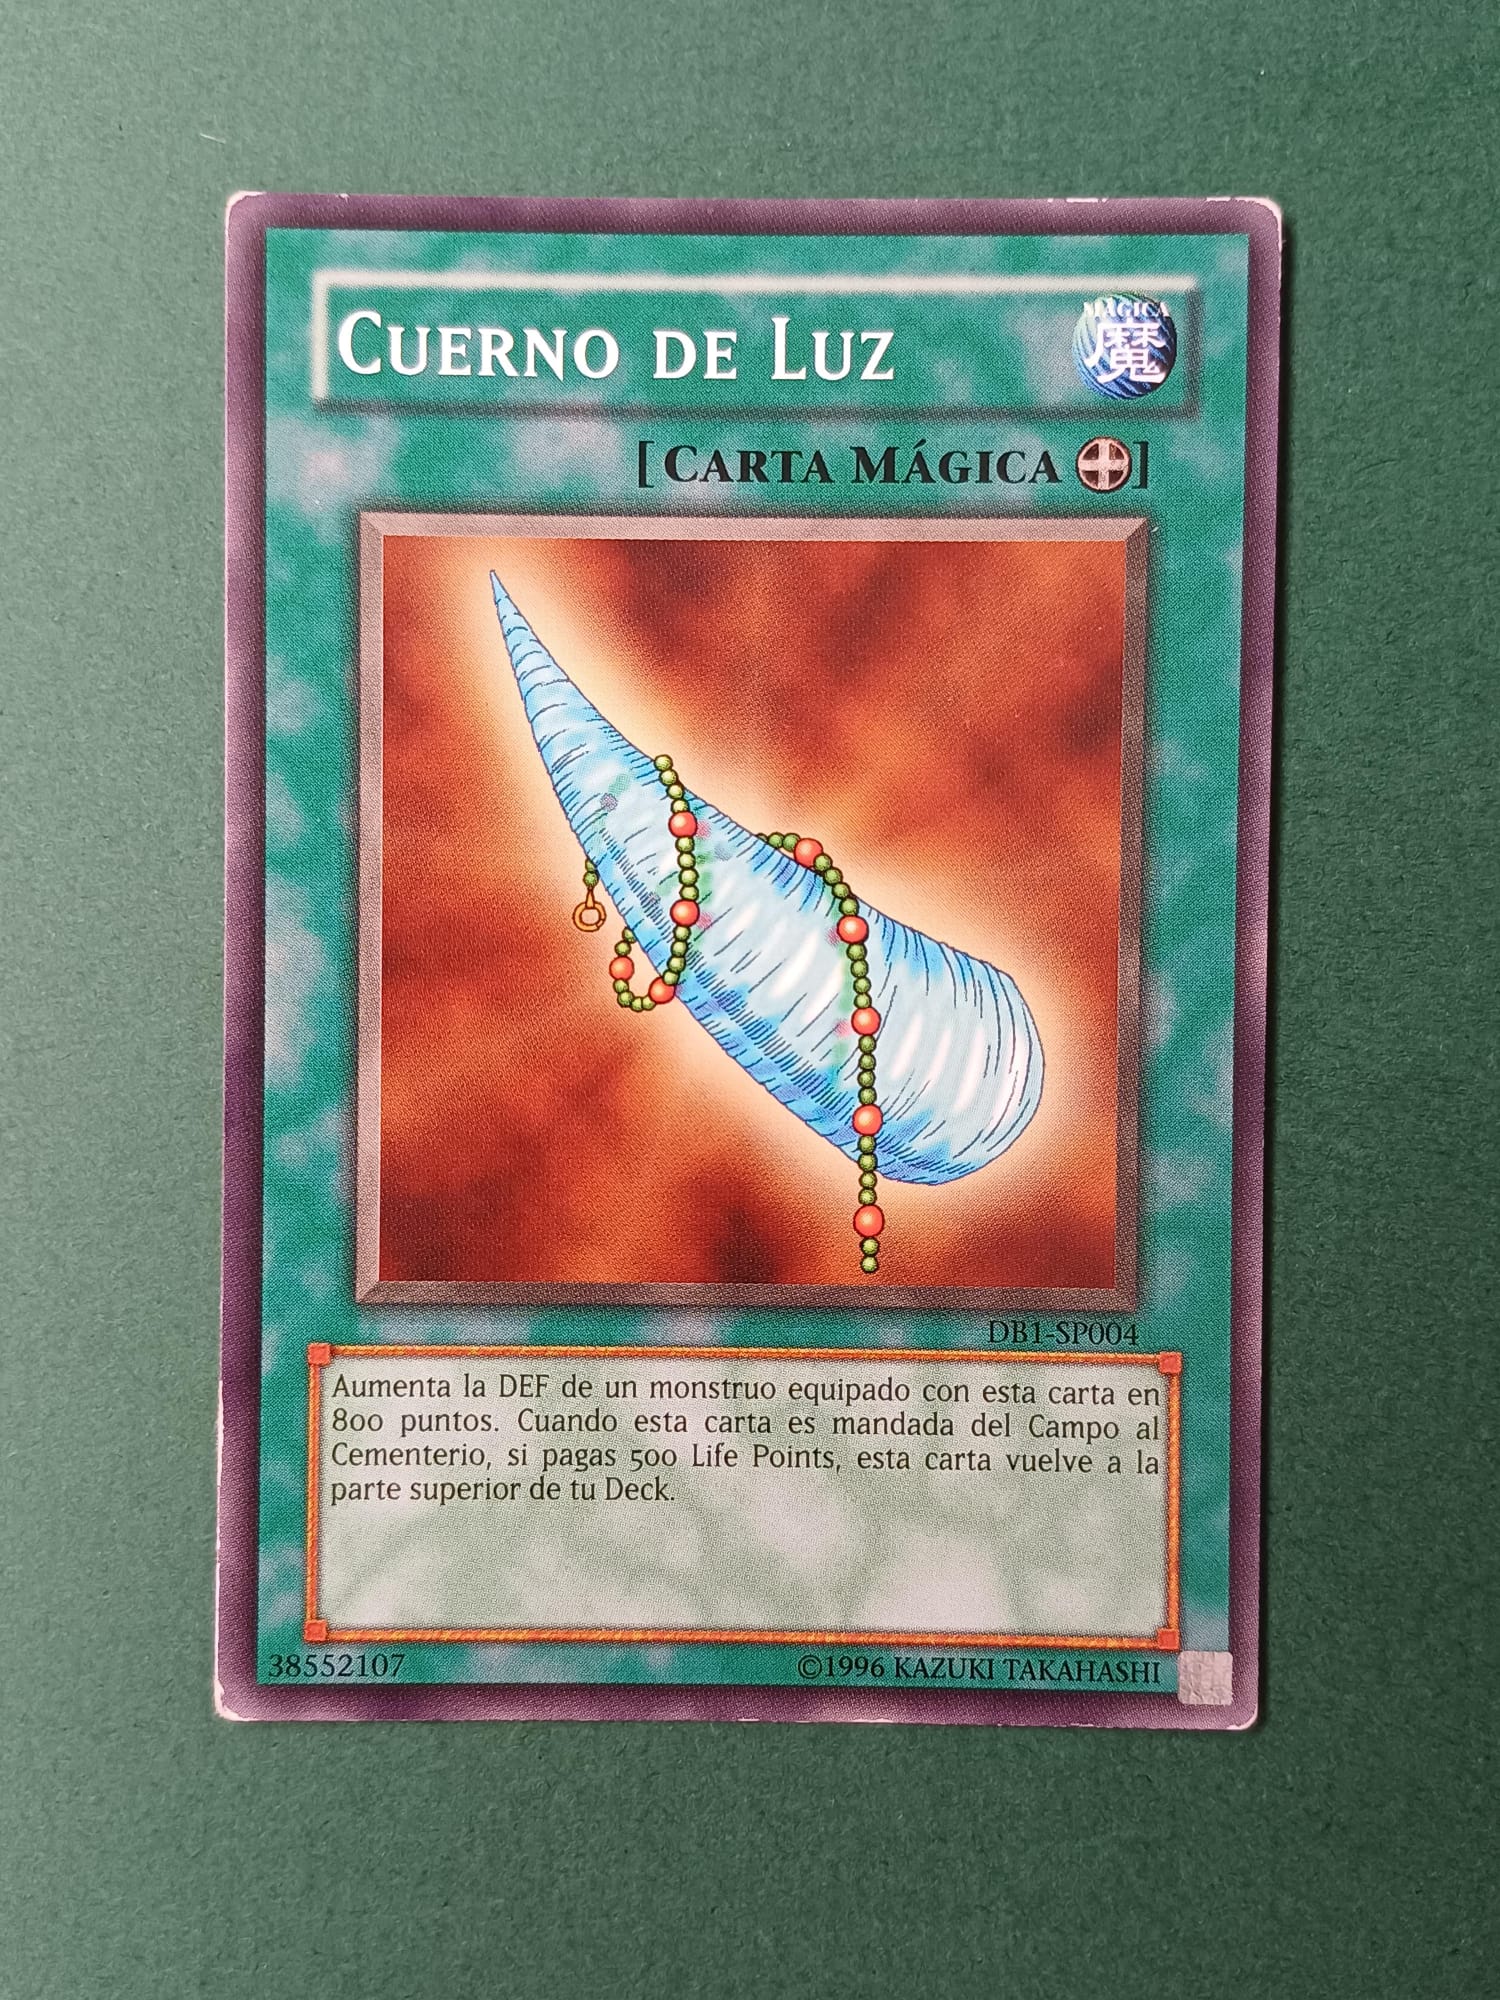 CUERNO DE LUZ
MÁGICA
魔
[CARTA MÁGICA]
DB1-SP004
Aumenta la DEF de un monstruo equipado con esta carta en
800 puntos. Cuando esta carta es mandada del Campo al
Cementerio, si pagas 500 Life Points, esta carta vuelve a la
parte superior de tu Deck.
38552107
©1996 KAZUKI TAKAHASHI